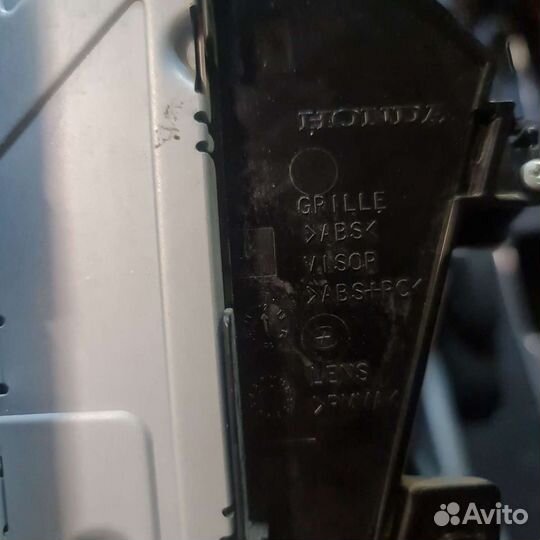 HONDA
GRILLE
>ABS<
VISOR
>ABS+PC<
LENS
>PMMA<
Avito